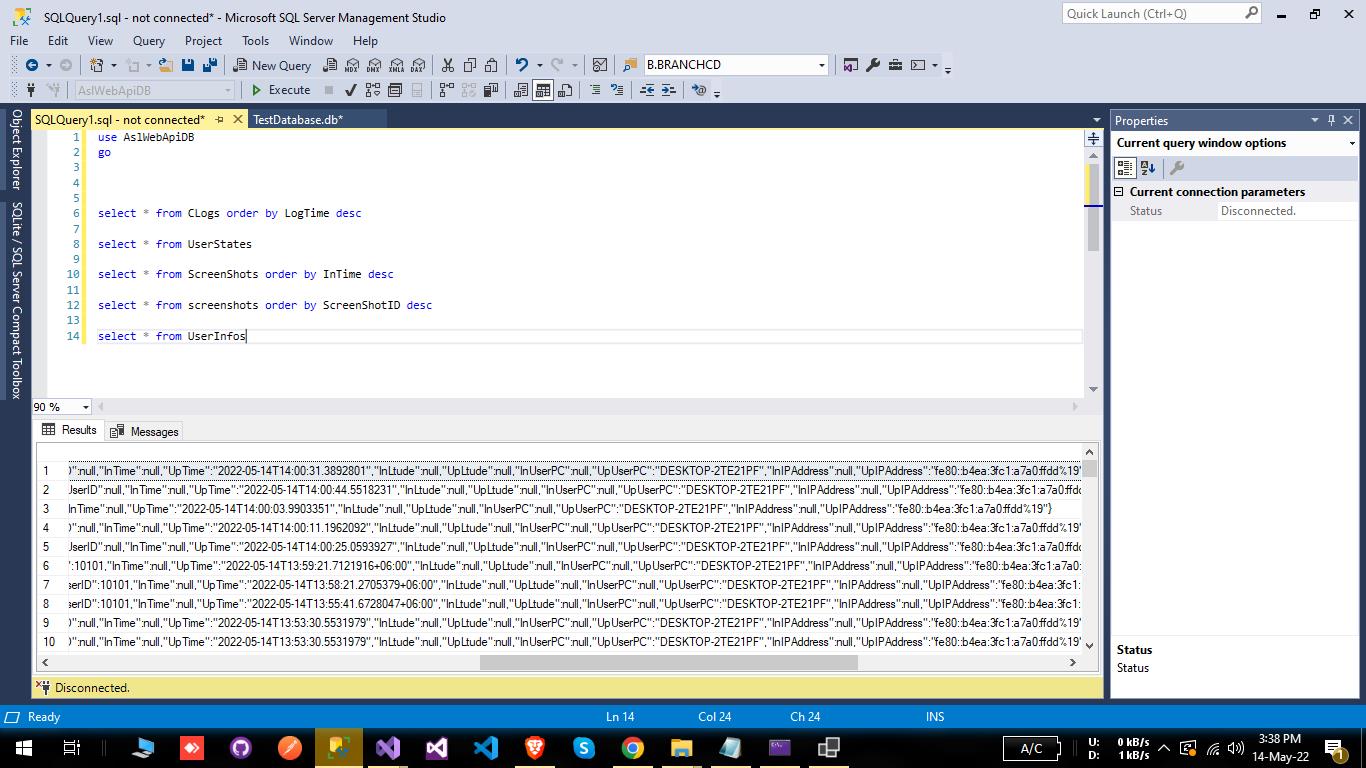 SQLQuery1.sql - not connected* - Microsoft SQL Server Management Studio
Quick Launch (Ctrl+Q)
File Edit View Query Project Tools Window Help
New Query MDX DMX XMLA DAX B.BRANCHCD
AslWebApiDB Execute
SQLQuery1.sql - not connected* TestDatabase.db*
Object Explorer
SQLite / SQL Server Compact Toolbox
1 use AslWebApiDB
2 go
3
4
5
6 select * from CLogs order by LogTime desc
7
8 select * from UserStates
9
10 select * from ScreenShots order by InTime desc
11
12 select * from screenshots order by ScreenShotID desc
13
14 select * from UserInfos
90 %
Results Messages
1 )":null,"InTime":null,"UpTime":"2022-05-14T14:00:31.3892801","InLtude":null,"UpLtude":null,"InUserPC":null,"UpUserPC":"DESKTOP-2TE21PF","InIPAddress":null,"UpIPAddress":"fe80::b4ea:3fc1:a7a0:ffdd%19"
2 JserID":null,"InTime":null,"UpTime":"2022-05-14T14:00:44.5518231","InLtude":null,"UpLtude":null,"InUserPC":null,"UpUserPC":"DESKTOP-2TE21PF","InIPAddress":null,"UpIPAddress":"fe80::b4ea:3fc1:a7a0:ffdd
3 InTime":null,"UpTime":"2022-05-14T14:00:03.9903351","InLtude":null,"UpLtude":null,"InUserPC":null,"UpUserPC":"DESKTOP-2TE21PF","InIPAddress":null,"UpIPAddress":"fe80::b4ea:3fc1:a7a0:ffdd%19"}
4 )":null,"InTime":null,"UpTime":"2022-05-14T14:00:11.1962092","InLtude":null,"UpLtude":null,"InUserPC":null,"UpUserPC":"DESKTOP-2TE21PF","InIPAddress":null,"UpIPAddress":"fe80::b4ea:3fc1:a7a0:ffdd%19"
5 JserID":null,"InTime":null,"UpTime":"2022-05-14T14:00:25.0593927","InLtude":null,"UpLtude":null,"InUserPC":null,"UpUserPC":"DESKTOP-2TE21PF","InIPAddress":null,"UpIPAddress":"fe80::b4ea:3fc1:a7a0:ffdd
6 ":10101,"InTime":null,"UpTime":"2022-05-14T13:59:21.7121916+06:00","InLtude":null,"UpLtude":null,"InUserPC":null,"UpUserPC":"DESKTOP-2TE21PF","InIPAddress":null,"UpIPAddress":"fe80::b4ea:3fc1:a7a0:
7 serID":10101,"InTime":null,"UpTime":"2022-05-14T13:58:21.2705379+06:00","InLtude":null,"UpLtude":null,"InUserPC":null,"UpUserPC":"DESKTOP-2TE21PF","InIPAddress":null,"UpIPAddress":"fe80::b4ea:3fc1:
8 serID":10101,"InTime":null,"UpTime":"2022-05-14T13:55:41.6728047+06:00","InLtude":null,"UpLtude":null,"InUserPC":null,"UpUserPC":"DESKTOP-2TE21PF","InIPAddress":null,"UpIPAddress":"fe80::b4ea:3fc1:
9 )":null,"InTime":null,"UpTime":"2022-05-14T13:53:30.5531979","InLtude":null,"UpLtude":null,"InUserPC":null,"UpUserPC":"DESKTOP-2TE21PF","InIPAddress":null,"UpIPAddress":"fe80::b4ea:3fc1:a7a0:ffdd%19"
10 )":null,"InTime":null,"UpTime":"2022-05-14T13:53:30.5531979","InLtude":null,"UpLtude":null,"InUserPC":null,"UpUserPC":"DESKTOP-2TE21PF","InIPAddress":null,"UpIPAddress":"fe80::b4ea:3fc1:a7a0:ffdd%19"
Disconnected.
Properties
Current query window options
Current connection parameters
Status Disconnected.
Status
Status
Ready Ln 14 Col 24 Ch 24 INS
A/C
U: 0 kB/s
D: 1 kB/s
3:38 PM
14-May-22
1